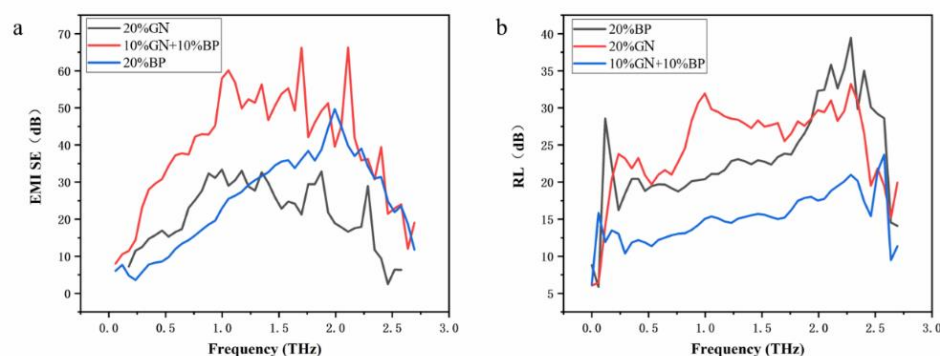 a
20%GN
10%GN+10%BP
20%BP
EMI SE（dB）
70
60
50
40
30
20
10
0
0.0 0.5 1.0 1.5 2.0 2.5 3.0
Frequency (THz)
b
20%BP
20%GN
10%GN+10%BP
RL（dB）
40
35
30
25
20
15
10
5
0.0 0.5 1.0 1.5 2.0 2.5 3.0
Frequency (THz)